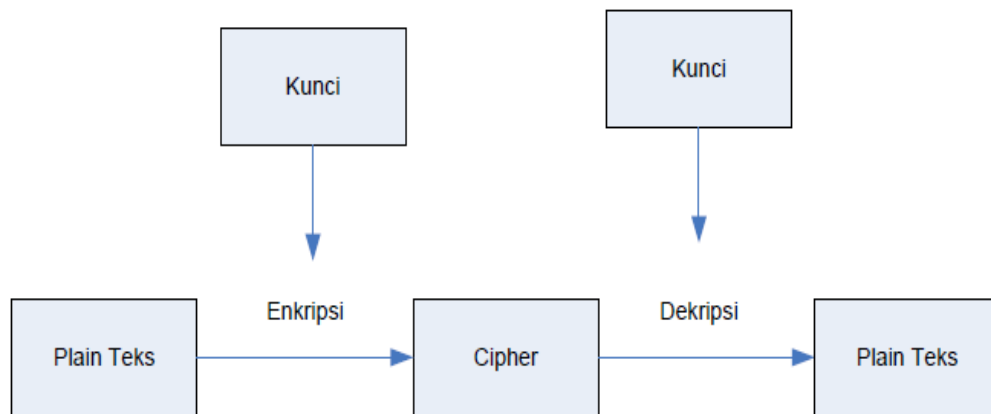 Kunci
Kunci
Enkripsi
Dekripsi
Plain Teks
Cipher
Plain Teks